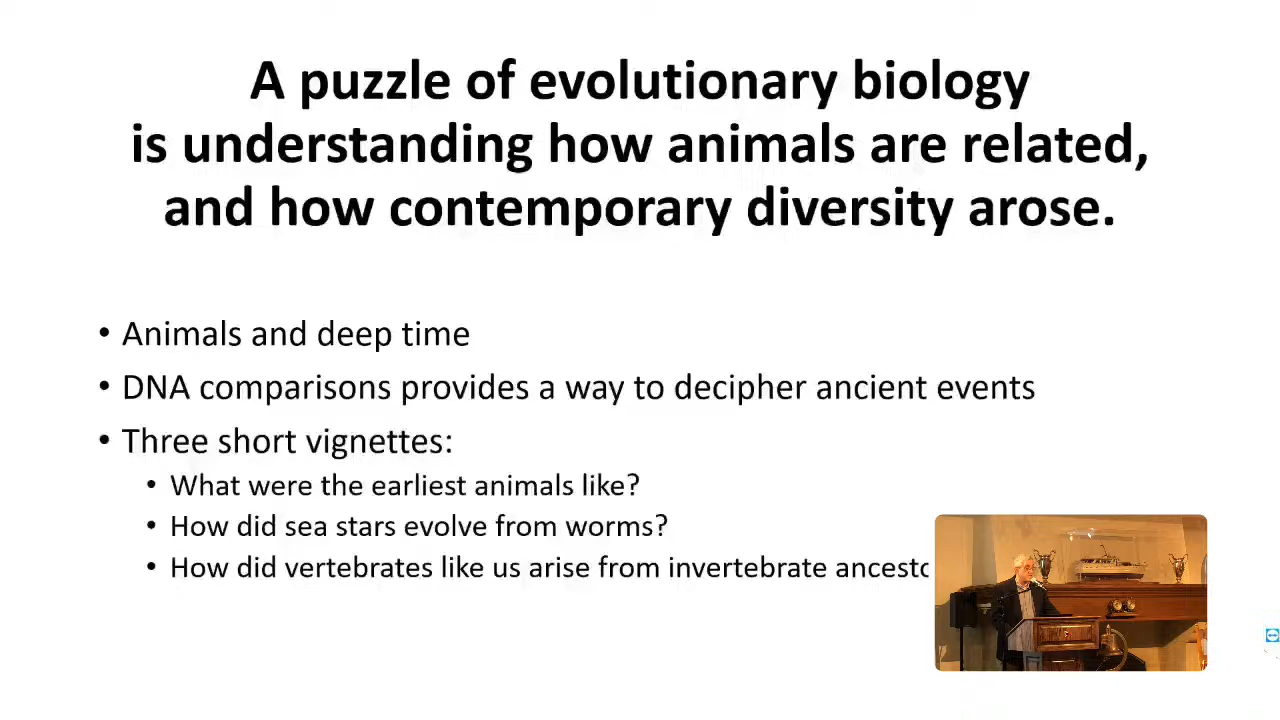 A puzzle of evolutionary biology
is understanding how animals are related,
and how contemporary diversity arose.
• Animals and deep time
• DNA comparisons provides a way to decipher ancient events
• Three short vignettes:
• What were the earliest animals like?
• How did sea stars evolve from worms?
• How did vertebrates like us arise from invertebrate